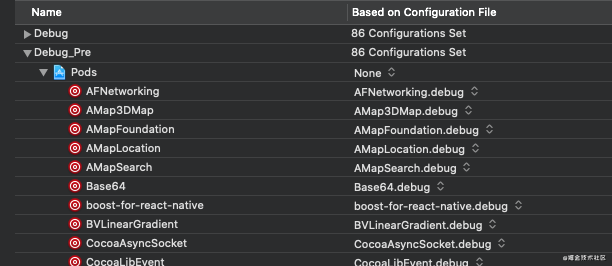 Name Based on Configuration File
Debug 86 Configurations Set
Debug_Pre 86 Configurations Set
Pods None
AFNetworking AFNetworking.debug
AMap3DMap AMap3DMap.debug
AMapFoundation AMapFoundation.debug
AMapLocation AMapLocation.debug
AMapSearch AMapSearch.debug
Base64 Base64.debug
boost-for-react-native boost-for-react-native.debug
BVLinearGradient BVLinearGradient.debug
CocoaAsyncSocket CocoaAsyncSocket.debug
CocoaLibEvent CocoaLibEvent.debug
@掘金技术社区